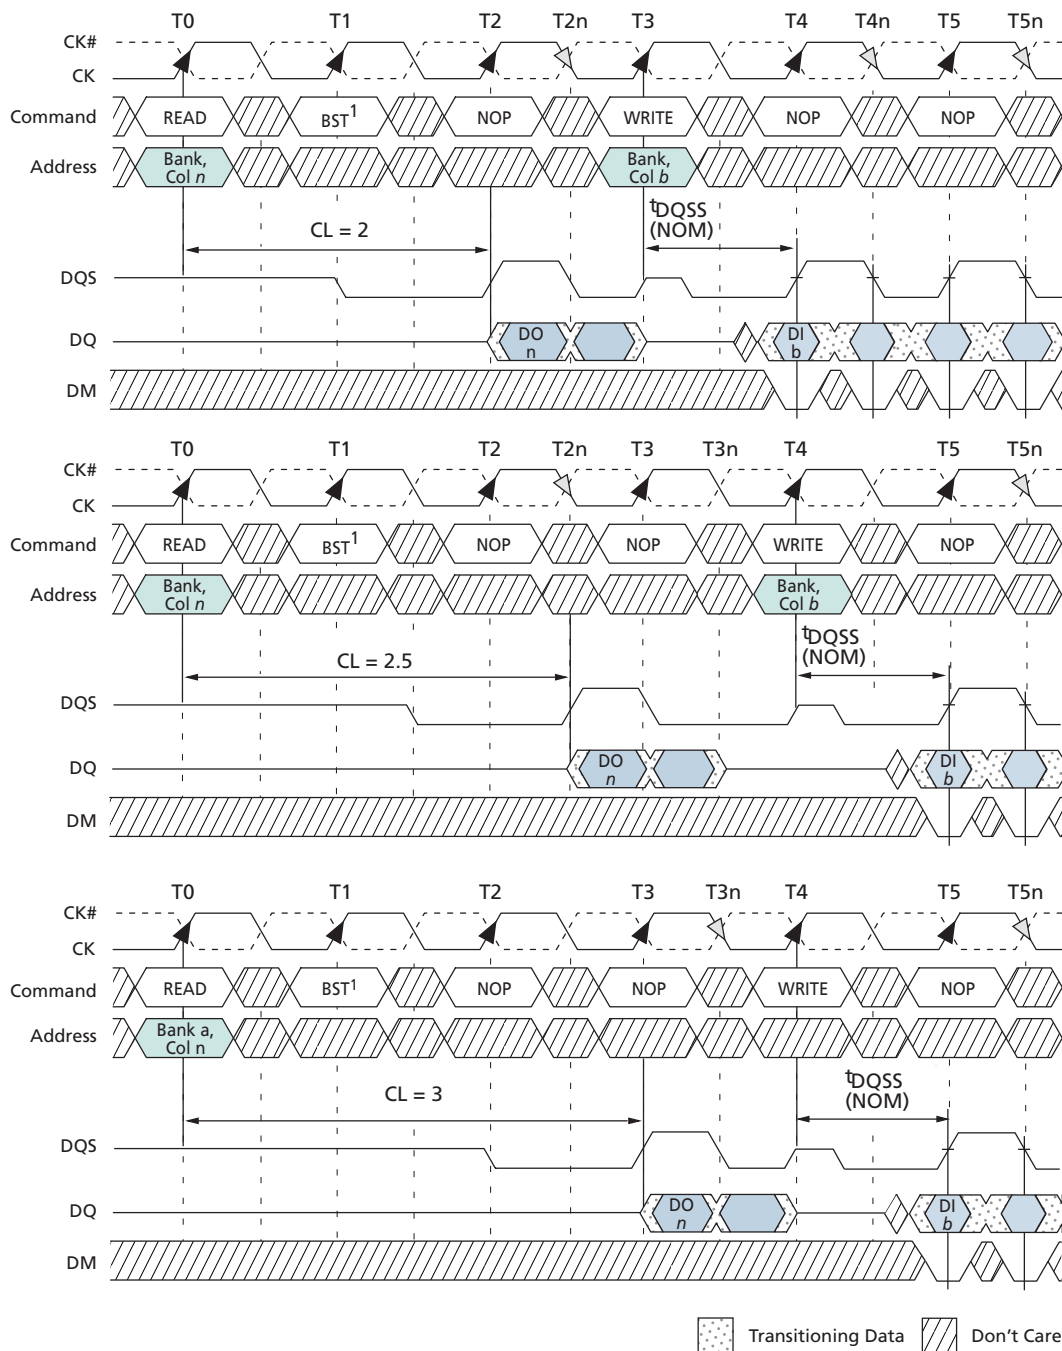 T0 T1 T2 T2n T3 T4 T4n T5 T5n
CK#
CK
Command READ BST1 NOP WRITE NOP NOP
Address Bank, Col n Bank, Col b
CL = 2 tDQSS (NOM)
DQS
DQ DO n DI b
DM
T0 T1 T2 T2n T3 T3n T4 T5 T5n
CK#
CK
Command READ BST1 NOP NOP WRITE NOP
Address Bank, Col n Bank, Col b
CL = 2.5 tDQSS (NOM)
DQS
DQ DO n DI b
DM
T0 T1 T2 T3 T3n T4 T5 T5n
CK#
CK
Command READ BST1 NOP NOP WRITE NOP
Address Bank a, Col n
CL = 3 tDQSS (NOM)
DQS
DQ DO n DI b
DM
Transitioning Data Don't Care